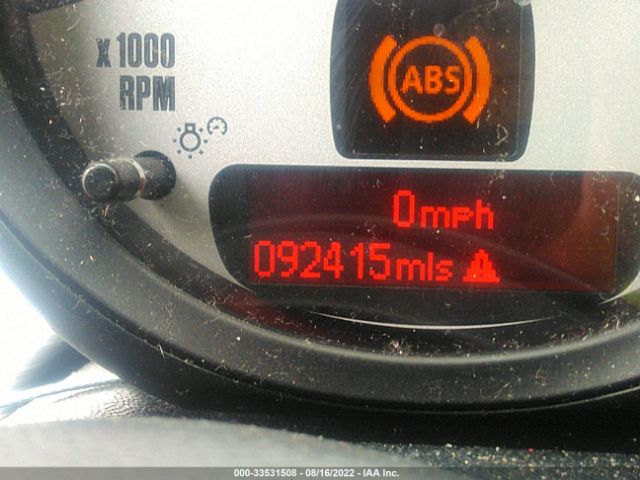 x 1000
RPM
ABS
0mph
092415mls
000-33531508 - 08/16/2022 - IAA Inc.